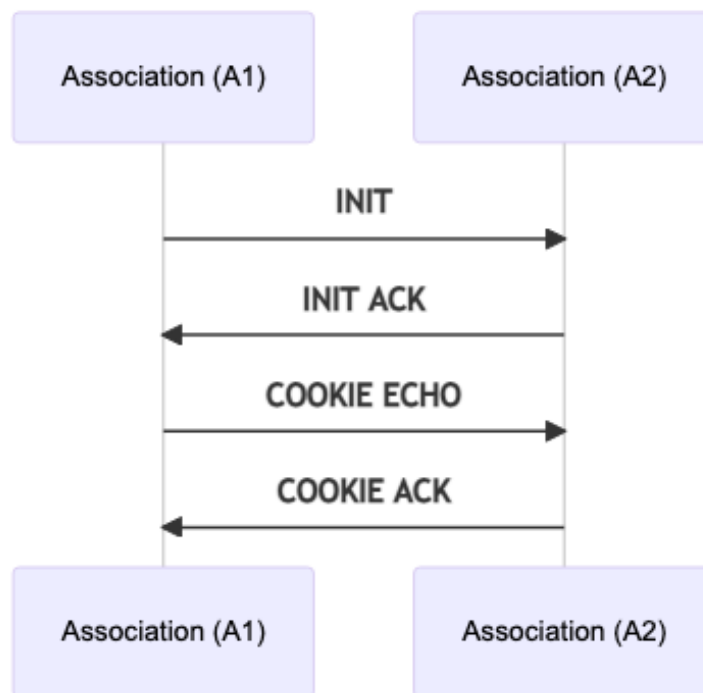 Association (A1)
Association (A2)
INIT
INIT ACK
COOKIE ECHO
COOKIE ACK
Association (A1)
Association (A2)